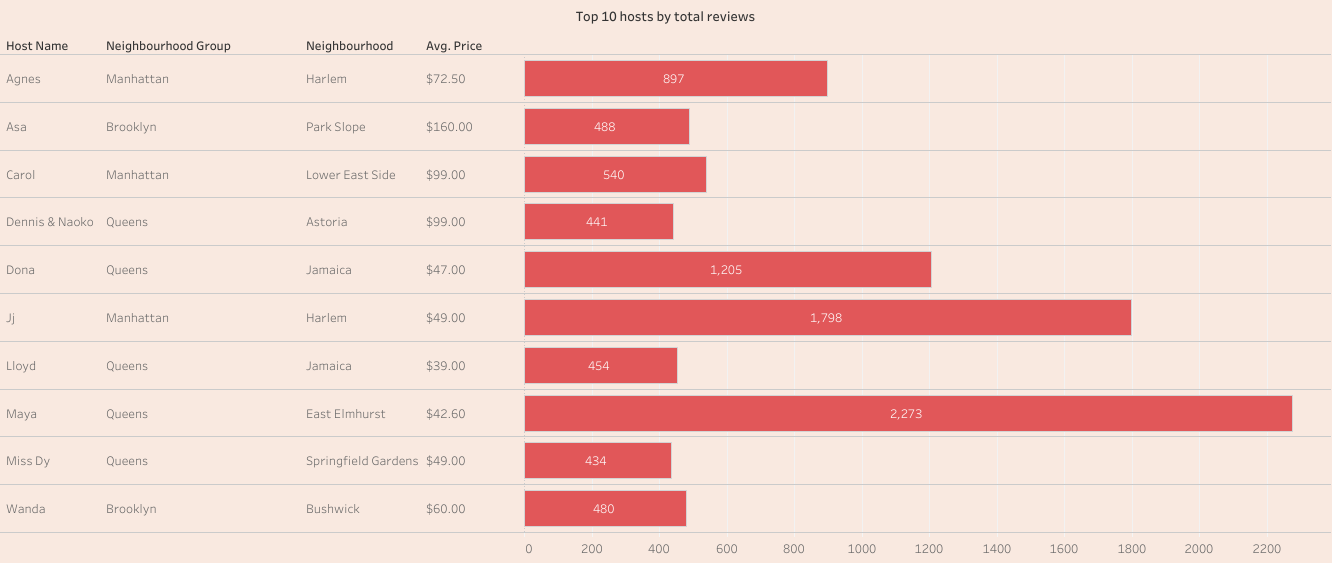 Top 10 hosts by total reviews
Host Name Neighbourhood Group Neighbourhood Avg. Price
Agnes Manhattan Harlem $72.50 897
Asa Brooklyn Park Slope $160.00 488
Carol Manhattan Lower East Side $99.00 540
Dennis & Naoko Queens Astoria $99.00 441
Dona Queens Jamaica $47.00 1,205
Jj Manhattan Harlem $49.00 1,798
Lloyd Queens Jamaica $39.00 454
Maya Queens East Elmhurst $42.60 2,273
Miss Dy Queens Springfield Gardens $49.00 434
Wanda Brooklyn Bushwick $60.00 480
0 200 400 600 800 1000 1200 1400 1600 1800 2000 2200